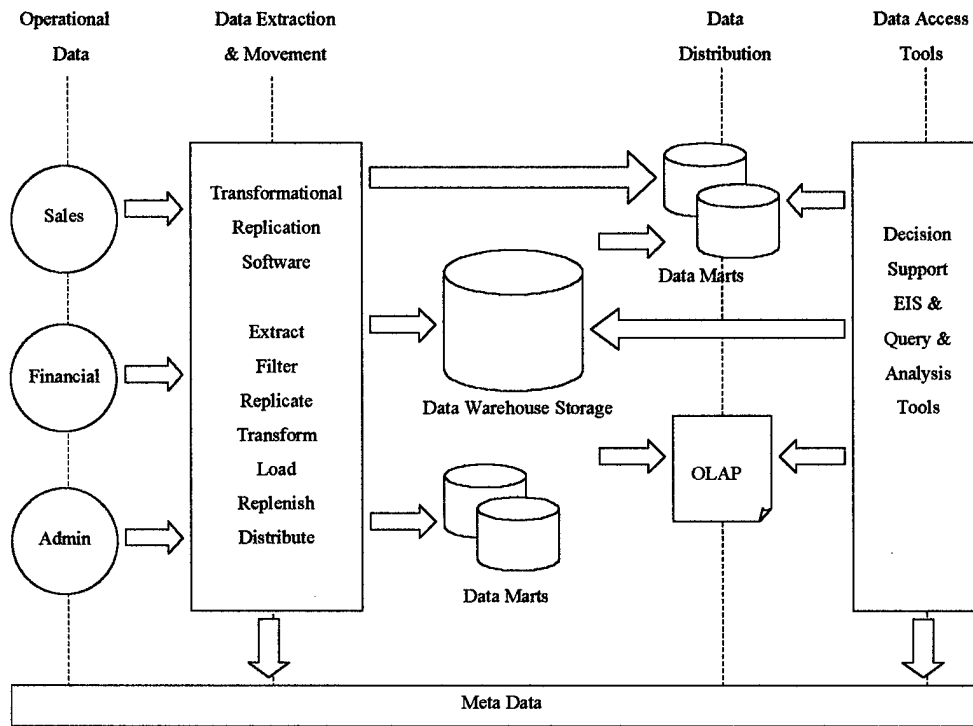 Operational
Data
Data Extraction
& Movement
Data
Distribution
Data Access
Tools
Sales
Financial
Admin
Transformational
Replication
Software
Extract
Filter
Replicate
Transform
Load
Replenish
Distribute
Data Marts
Data Warehouse Storage
OLAP
Data Marts
Decision
Support
EIS &
Query &
Analysis
Tools
Meta Data